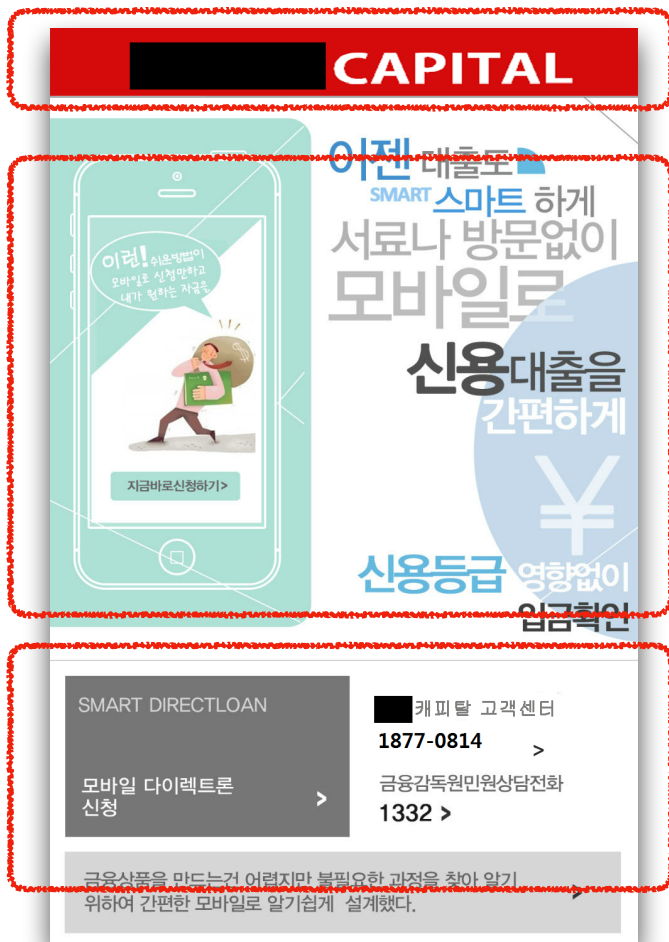 CAPITAL
이젠 대출도
SMART 스마트 하게
서류나 방문없이
모바일로
신용대출을
간편하게
¥
신용등급 영향없이
입금확인
이런! 쉬운방법이
모바일로 신청만하고
내가 원하는 자금을
지금바로신청하기>
SMART DIRECTLOAN
모바일 다이렉트론
신청 >
캐피탈 고객센터
1877-0814 >
금융감독원민원상담전화
1332 >
금융상품을 만드는건 어렵지만 불필요한 과정을 찾아 알기 >
위하여 간편한 모바일로 알기쉽게 설계했다.